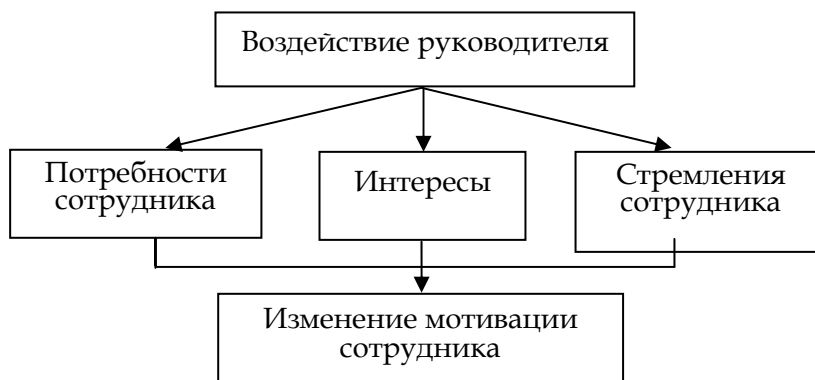 Воздействие руководителя
Потребности
сотрудника
Интересы
Стремления
сотрудника
Изменение мотивации
сотрудника